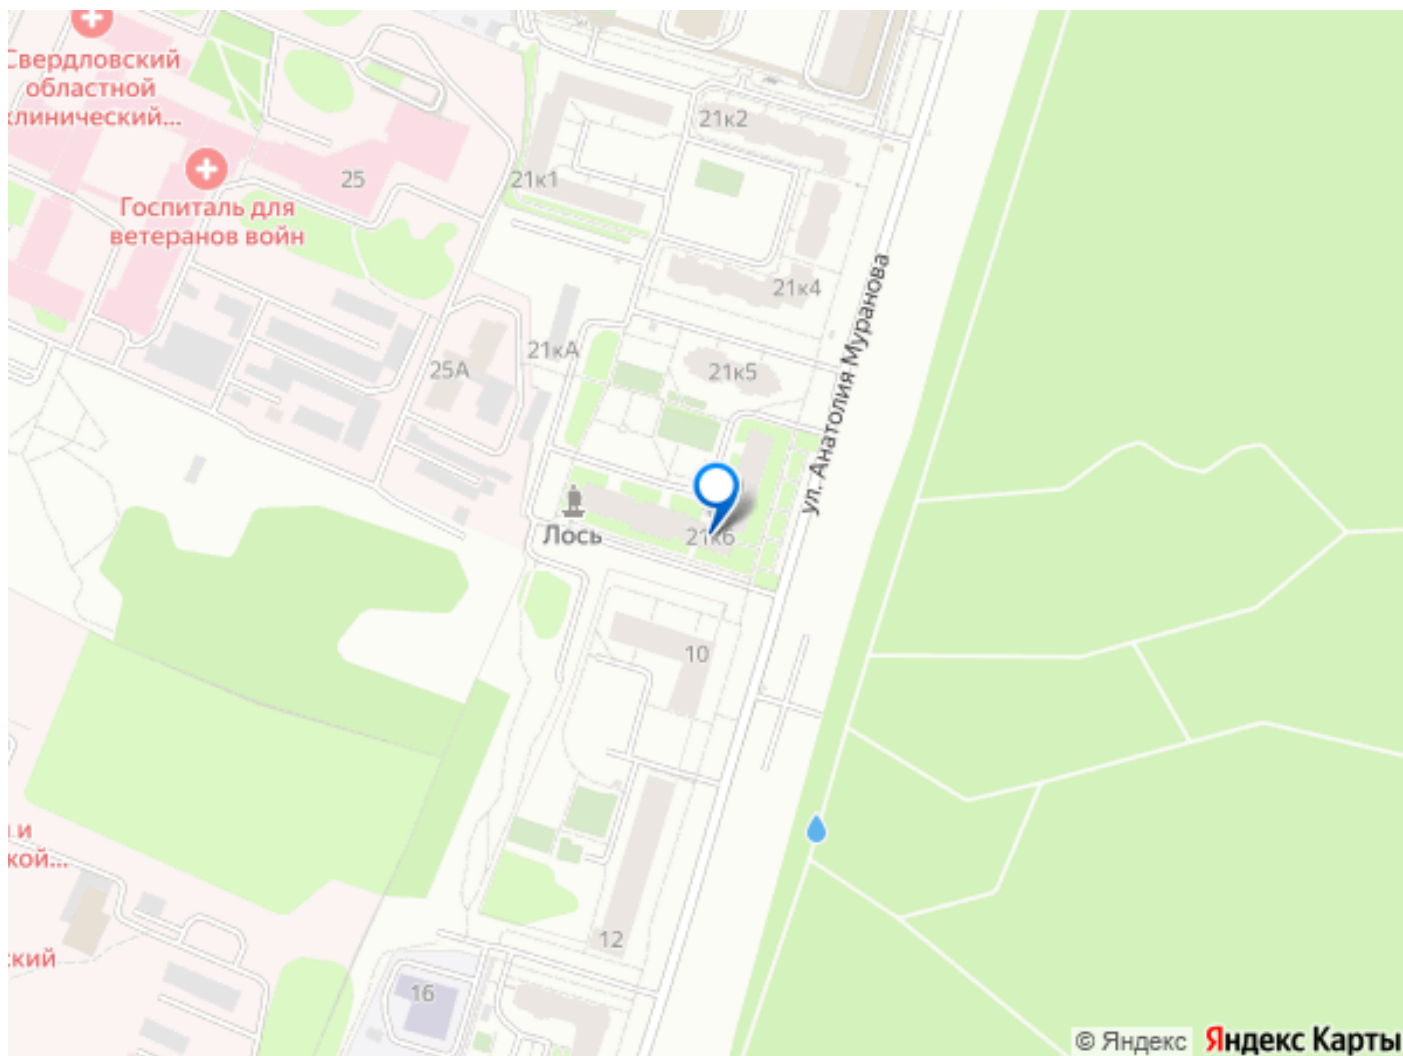 Свердловский
областной
клинический...
21к2
25
21к1
Госпиталь для
ветеранов войн
21к4
21кА
25А
21к5
ул. Анатолия Муранова
Лось
21к6
10
12
16
© Яндекс Яндекс Карты